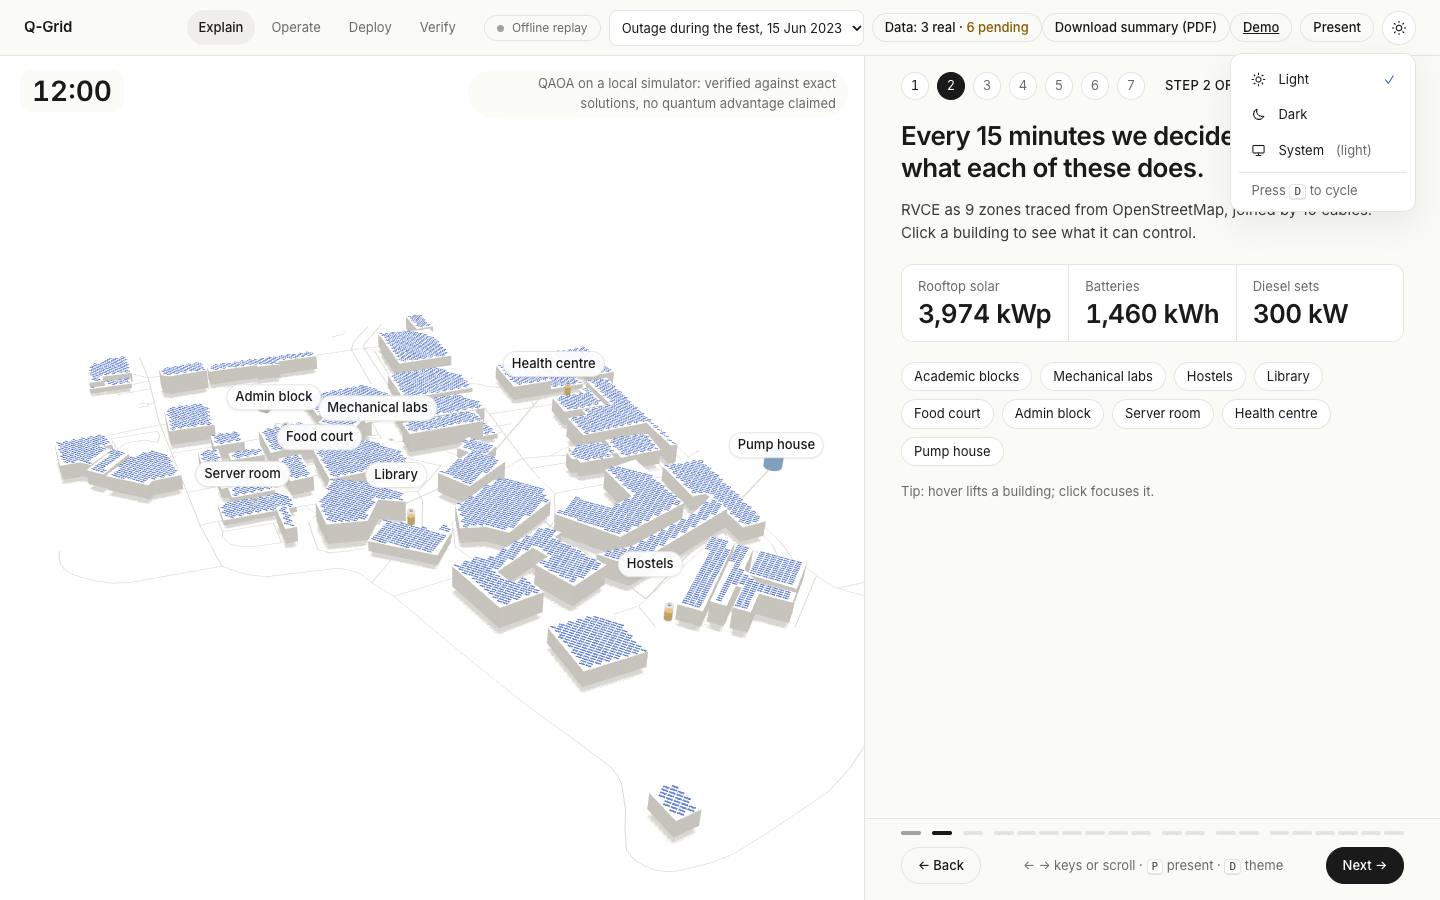 Q-Grid
Explain
Operate
Deploy
Verify
Offline replay
Outage during the fest, 15 Jun 2023
Data: 3 real · 6 pending
Download summary (PDF)
Demo
Present
12:00
QAOA on a local simulator: verified against exact
solutions, no quantum advantage claimed
1 2 3 4 5 6 7 STEP 2 OF
Light
Dark
System (light)
Press D to cycle
Every 15 minutes we decide
what each of these does.
RVCE as 9 zones traced from OpenStreetMap, joined by 10 cables.
Click a building to see what it can control.
Rooftop solar
3,974 kWp
Batteries
1,460 kWh
Diesel sets
300 kW
Academic blocks
Mechanical labs
Hostels
Library
Food court
Admin block
Server room
Health centre
Pump house
Tip: hover lifts a building; click focuses it.
Health centre
Admin block
Mechanical labs
Food court
Pump house
Server room
Library
Hostels
← Back
← → keys or scroll · P present · D theme
Next →